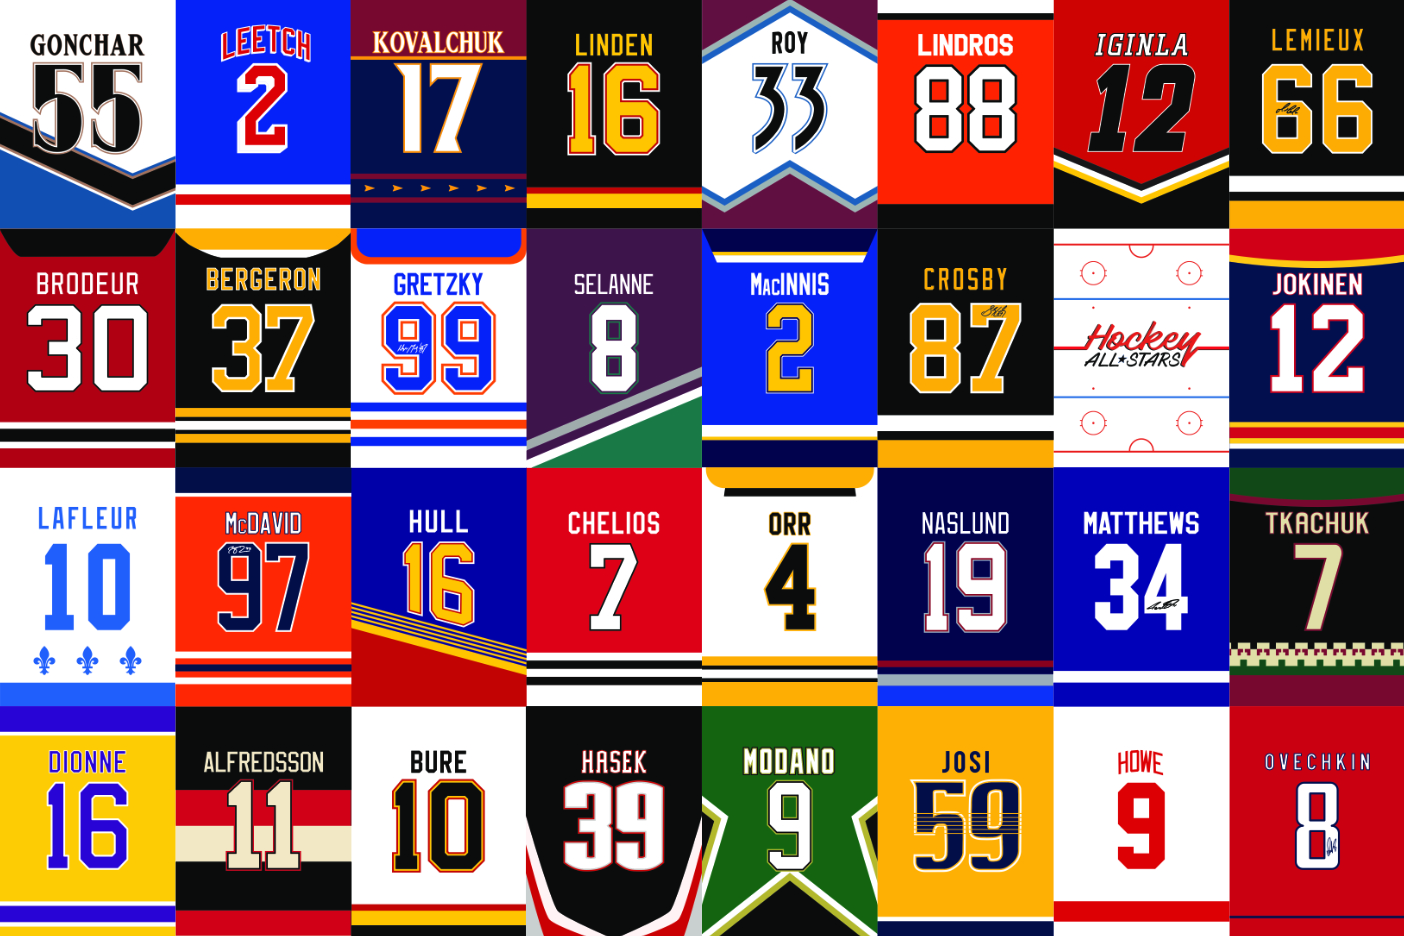 GONCHAR
55
LEETCH
2
KOVALCHUK
17
LINDEN
16
ROY
33
LINDROS
88
IGINLA
12
LEMIEUX
66
BRODEUR
30
BERGERON
37
GRETZKY
99
SELANNE
8
MacINNIS
2
CROSBY
87
Hockey
ALL★STARS
JOKINEN
12
LAFLEUR
10
McDAVID
97
HULL
16
CHELIOS
7
ORR
4
NASLUND
19
MATTHEWS
34
TKACHUK
7
DIONNE
16
ALFREDSSON
11
BURE
10
HASEK
39
MODANO
9
JOSI
59
HOWE
9
OVECHKIN
8